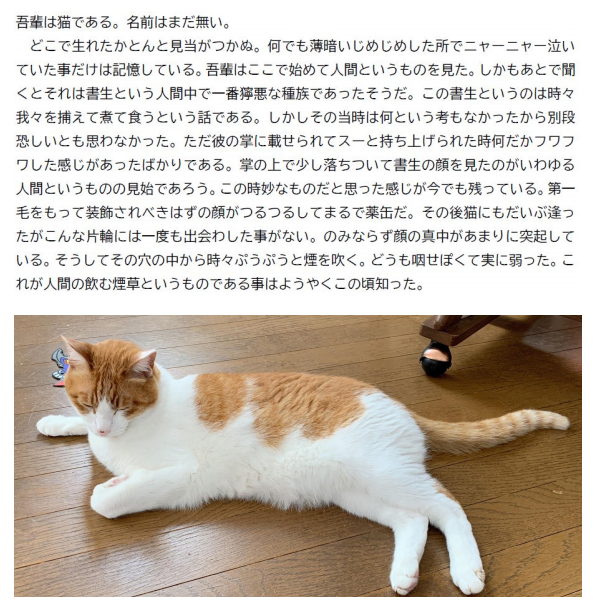 吾輩は猫である。名前はまだ無い。
　どこで生れたかとんと見当がつかぬ。何でも薄暗いじめじめした所でニャーニャー泣い
ていた事だけは記憶している。吾輩はここで始めて人間というものを見た。しかもあとで聞
くとそれは書生という人間中で一番獰悪な種族であったそうだ。この書生というのは時々
我々を捕えて煮て食うという話である。しかしその当時は何という考もなかったから別段
恐しいとも思わなかった。ただ彼の掌に載せられてスーと持ち上げられた時何だかフワフ
ワした感じがあったばかりである。掌の上で少し落ちついて書生の顔を見たのがいわゆる
人間というものの見始であろう。この時妙なものだと思った感じが今でも残っている。第一
毛をもって装飾されべきはずの顔がつるつるしてまるで薬缶だ。その後猫にもだいぶ逢っ
たがこんな片輪には一度も出会わした事がない。のみならず顔の真中があまりに突起して
いる。そうしてその穴の中から時々ぷうぷうと煙を吹く。どうも咽せぽくて実に弱った。こ
れが人間の飲む煙草というものである事はようやくこの頃知った。